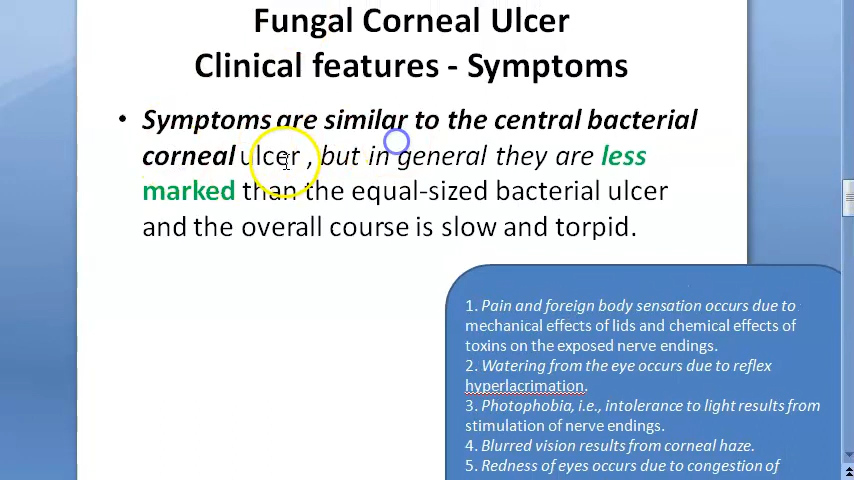 Fungal Corneal Ulcer
Clinical features - Symptoms
• Symptoms are similar to the central bacterial
corneal ulcer , but in general they are less
marked than the equal-sized bacterial ulcer
and the overall course is slow and torpid.
1. Pain and foreign body sensation occurs due to
mechanical effects of lids and chemical effects of
toxins on the exposed nerve endings.
2. Watering from the eye occurs due to reflex
hyperlacrimation.
3. Photophobia, i.e., intolerance to light results from
stimulation of nerve endings.
4. Blurred vision results from corneal haze.
5. Redness of eyes occurs due to congestion of